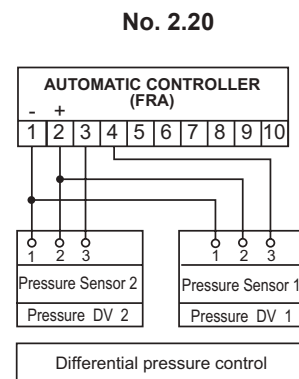 No. 2.20
AUTOMATIC CONTROLLER
(FRA)
- +
1 2 3 4 5 6 7 8 9 10
1 2 3 1 2 3
Pressure Sensor 2 Pressure Sensor 1
Pressure DV 2 Pressure DV 1
Differential pressure control